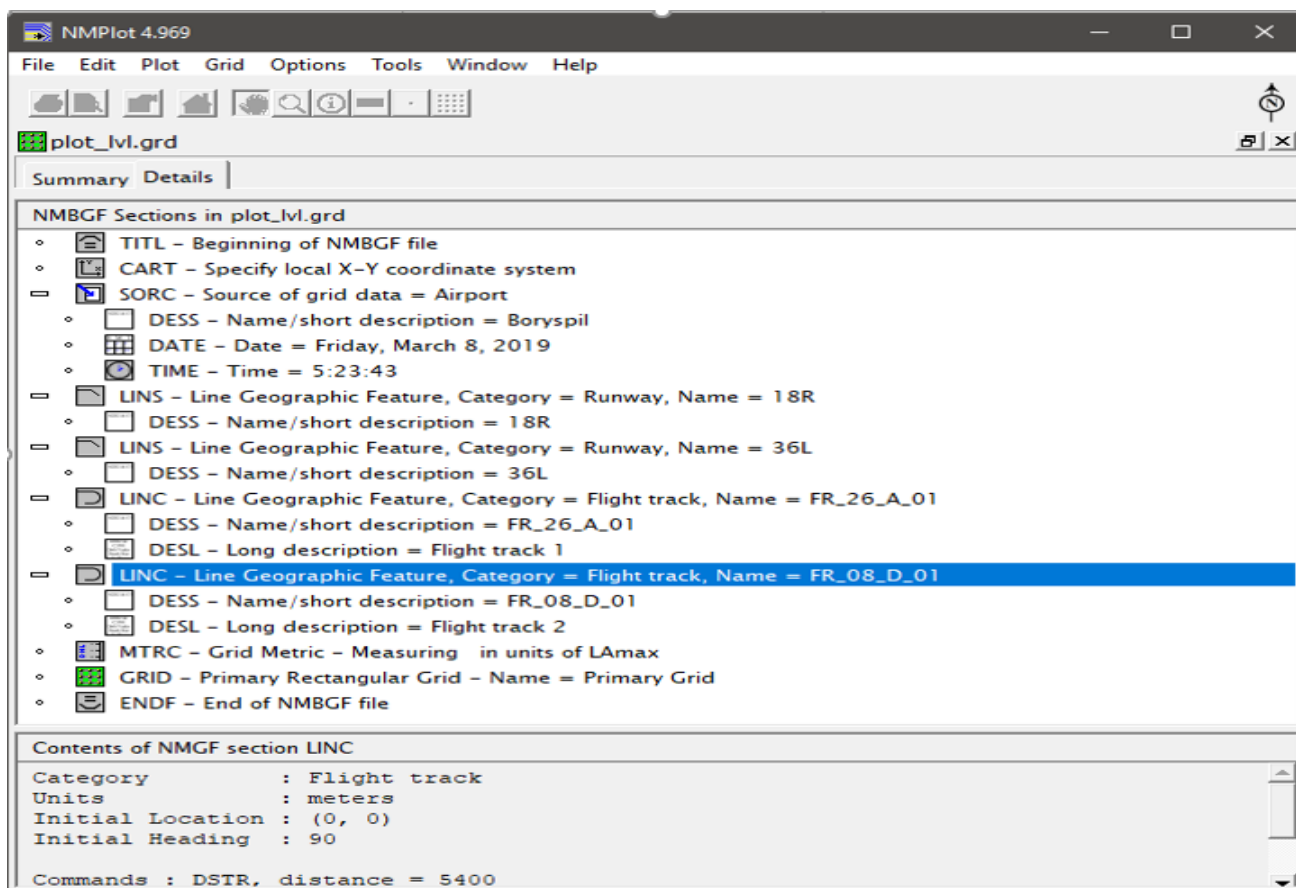 NMPlot 4.969
File Edit Plot Grid Options Tools Window Help
N
plot_lvl.grd
Summary Details
NMBGF Sections in plot_lvl.grd
TITL - Beginning of NMBGF file
CART - Specify local X-Y coordinate system
SORC - Source of grid data = Airport
DESS - Name/short description = Boryspil
DATE - Date = Friday, March 8, 2019
TIME - Time = 5:23:43
LINS - Line Geographic Feature, Category = Runway, Name = 18R
DESS - Name/short description = 18R
LINS - Line Geographic Feature, Category = Runway, Name = 36L
DESS - Name/short description = 36L
LINC - Line Geographic Feature, Category = Flight track, Name = FR_26_A_01
DESS - Name/short description = FR_26_A_01
DESL - Long description = Flight track 1
LINC - Line Geographic Feature, Category = Flight track, Name = FR_08_D_01
DESS - Name/short description = FR_08_D_01
DESL - Long description = Flight track 2
MTRC - Grid Metric - Measuring in units of LAmax
GRID - Primary Rectangular Grid - Name = Primary Grid
ENDF - End of NMBGF file
Contents of NMGF section LINC
Category : Flight track
Units : meters
Initial Location : (0, 0)
Initial Heading : 90
Commands : DSTR, distance = 5400